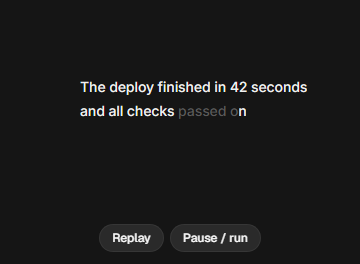 The deploy finished in 42 seconds
and all checks passed on
Replay
Pause / run